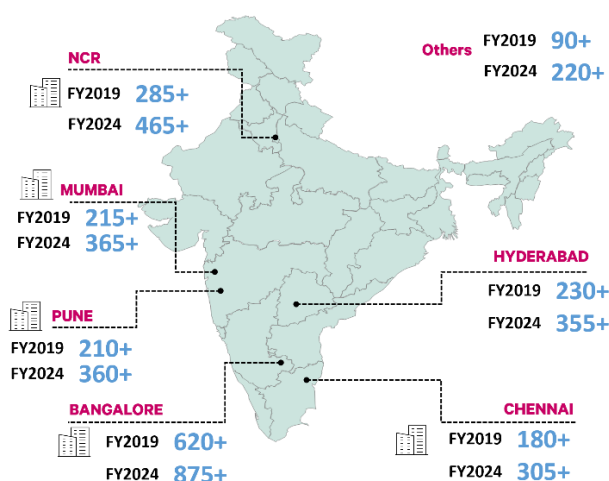 NCR
FY2019 285+
FY2024 465+
Others
FY2019 90+
FY2024 220+
MUMBAI
FY2019 215+
FY2024 365+
HYDERABAD
FY2019 230+
FY2024 355+
PUNE
FY2019 210+
FY2024 360+
BANGALORE
FY2019 620+
FY2024 875+
CHENNAI
FY2019 180+
FY2024 305+